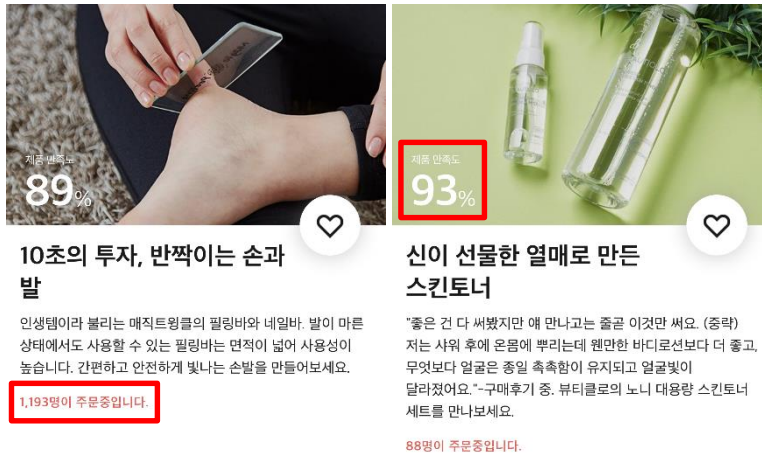 제품 만족도
89%
10초의 투자, 반짝이는 손과
발
인생템이라 불리는 매직트윙클의 필링바와 네일바. 발이 마른
상태에서도 사용할 수 있는 필링바는 면적이 넓어 사용성이
높습니다. 간편하고 안전하게 빛나는 손발을 만들어보세요.
1,193명이 주문중입니다.
제품 만족도
93%
신이 선물한 열매로 만든
스킨토너
"좋은 건 다 써봤지만 얘 만나고는 줄곧 이것만 써요. (중략)
저는 샤워 후에 온몸에 뿌리는데 웬만한 바디로션보다 더 좋고,
무엇보다 얼굴은 종일 촉촉함이 유지되고 얼굴빛이
달라졌어요."-구매후기 중. 뷰티클로의 노니 대용량 스킨토너
세트를 만나보세요.
88명이 주문중입니다.